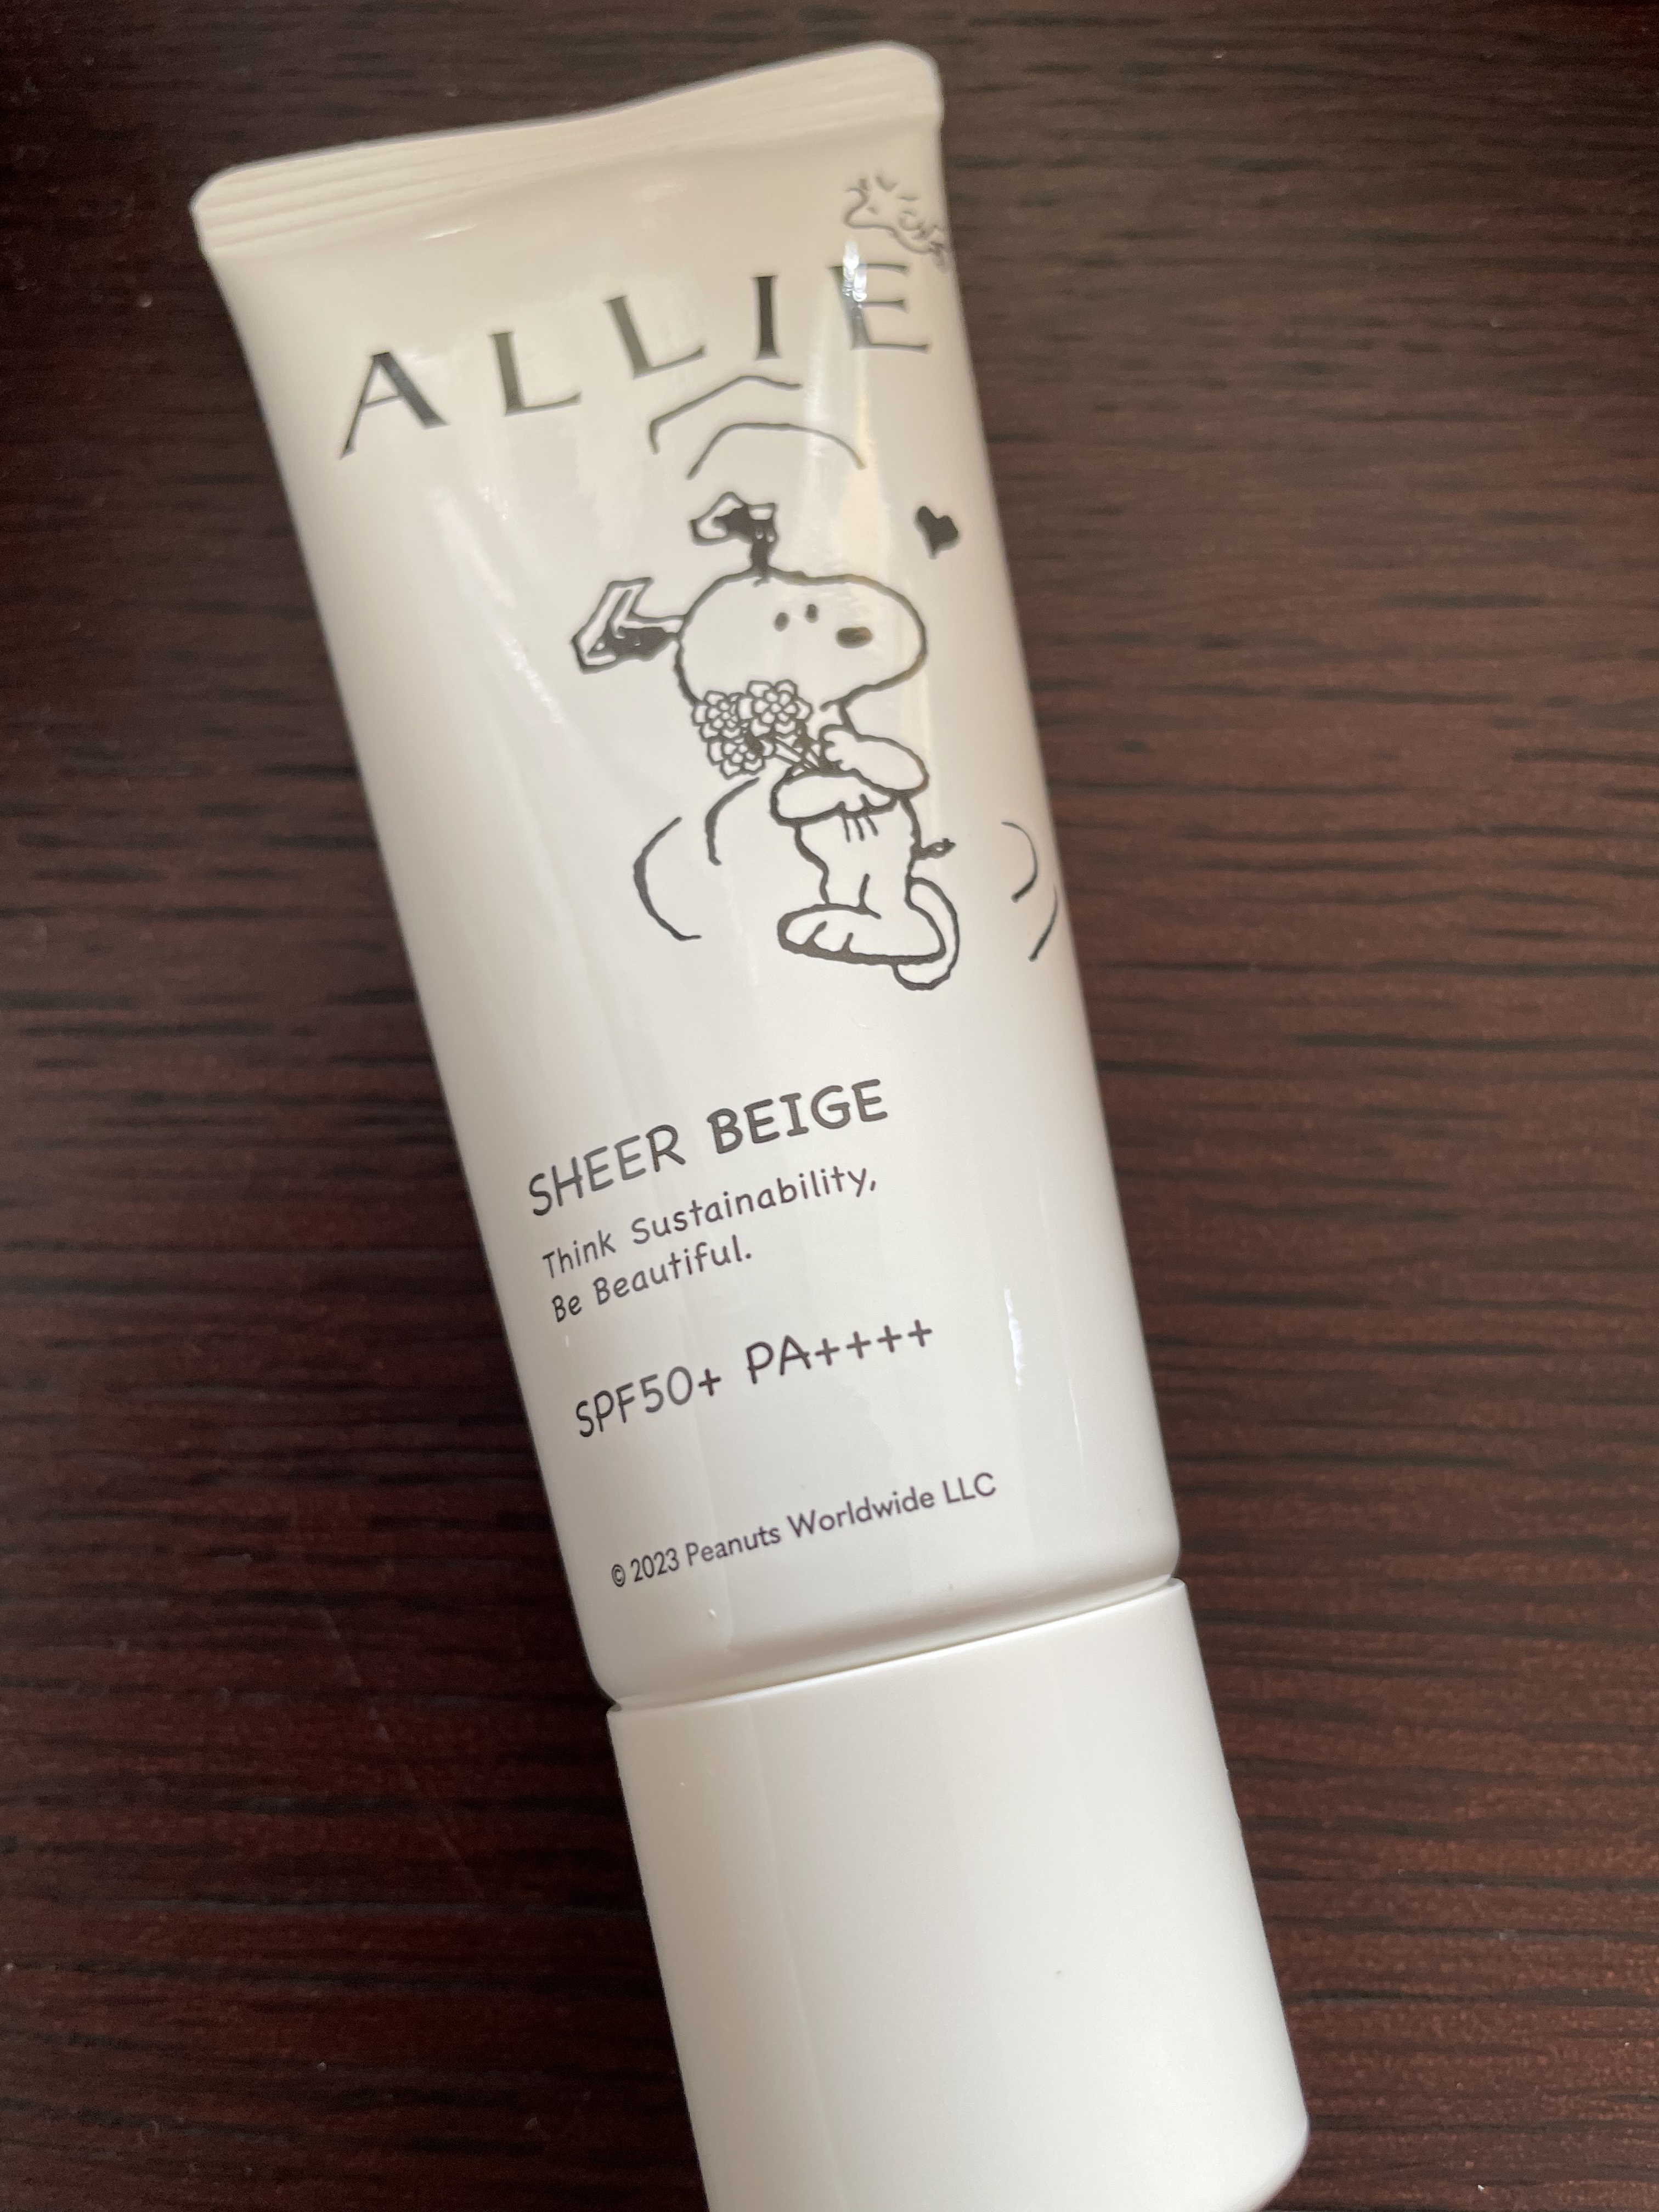 ALLIE
SHEER BEIGE
Think Sustainability,
Be Beautiful.
SPF50+ PA++++
© 2023 Peanuts Worldwide LLC